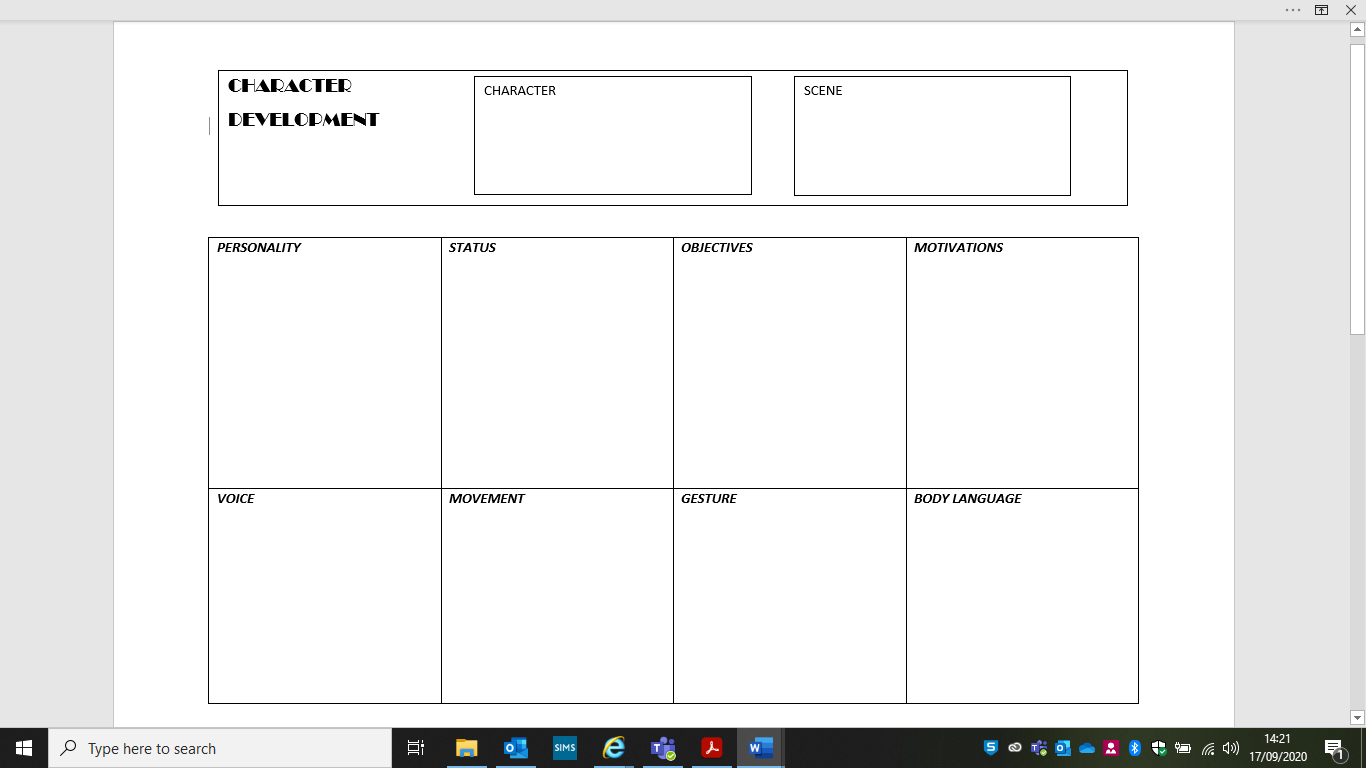 CHARACTER
DEVELOPMENT
CHARACTER
SCENE
PERSONALITY
STATUS
OBJECTIVES
MOTIVATIONS
VOICE
MOVEMENT
GESTURE
BODY LANGUAGE
Type here to search
SIMS
14:21
17/09/2020
1